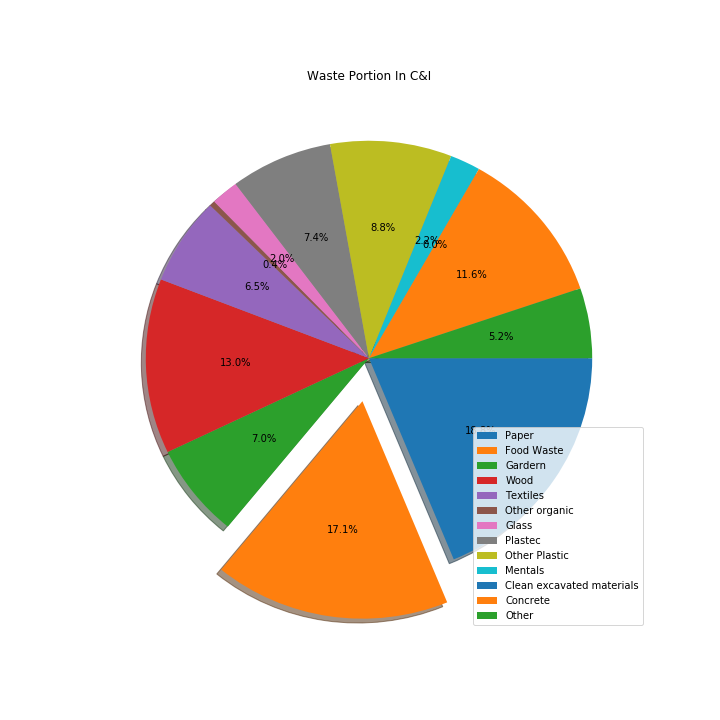 Waste Portion In C&I
8.8%
7.4%
2.2%
0.0%
11.6%
2.0%
0.4%
6.5%
5.2%
13.0%
7.0%
17.1%
Paper
Food Waste
Gardern
Wood
Textiles
Other organic
Glass
Plastec
Other Plastic
Mentals
Clean excavated materials
Concrete
Other